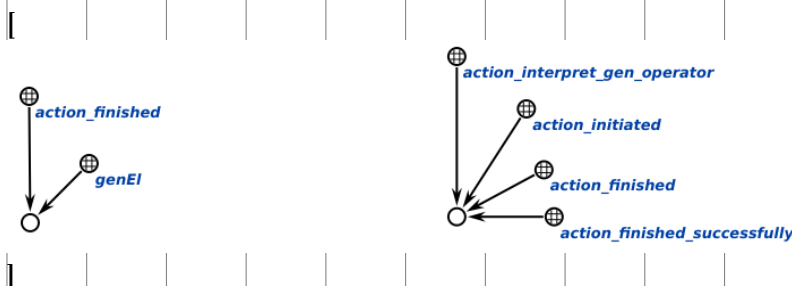 [
action_interpret_gen_operator
action_finished
action_initiated
genEl
action_finished
action_finished_successfully
]